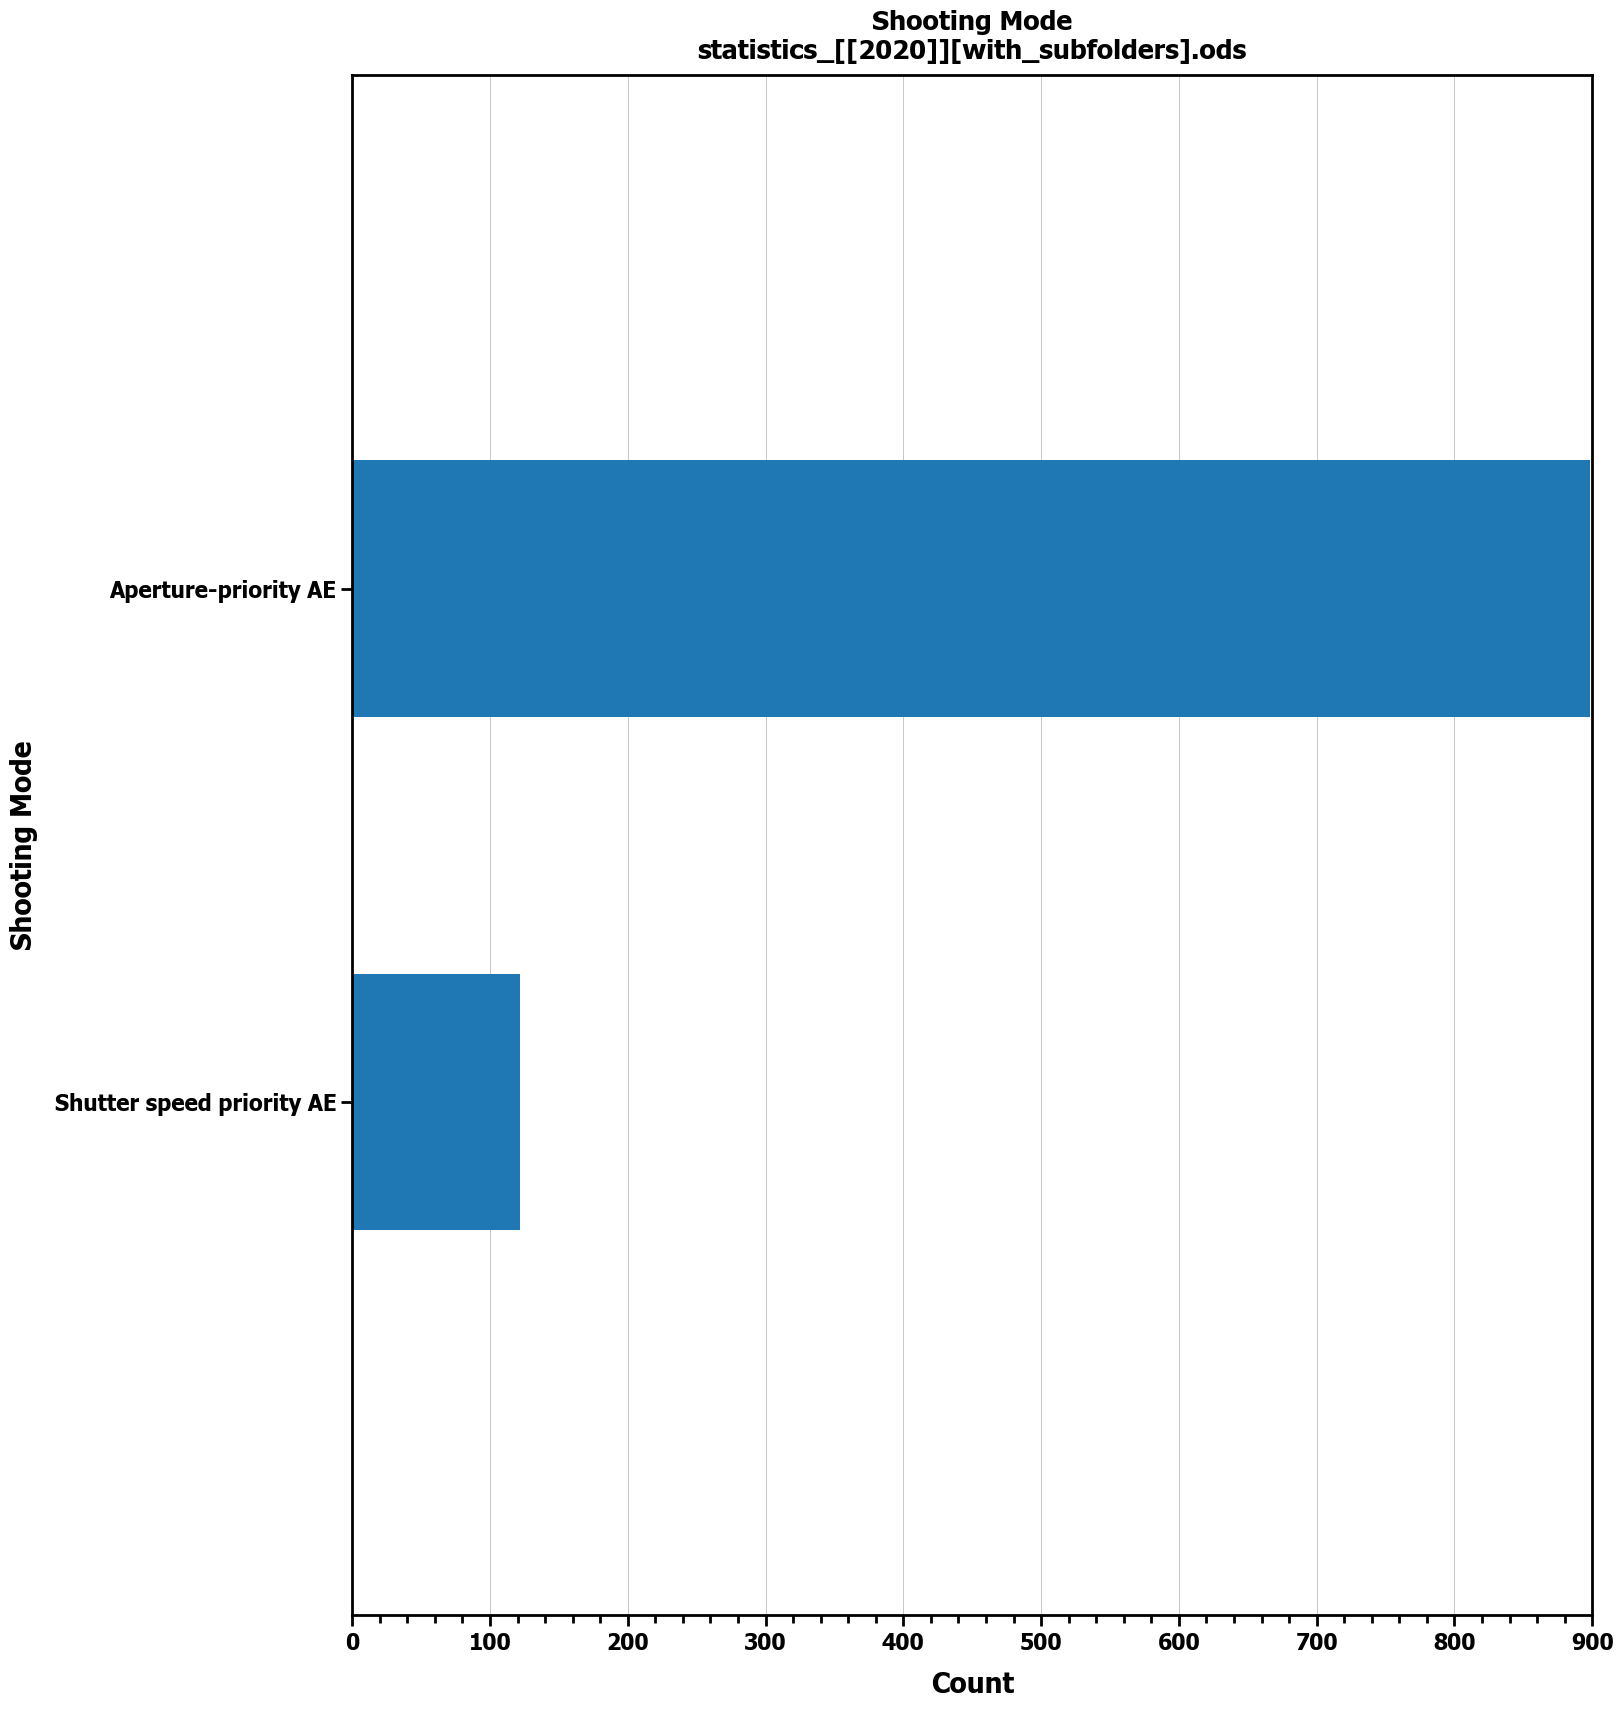 Shooting Mode
statistics_[[2020]][with_subfolders].ods
Shooting Mode
Aperture-priority AE
Shutter speed priority AE
0 100 200 300 400 500 600 700 800 900
Count